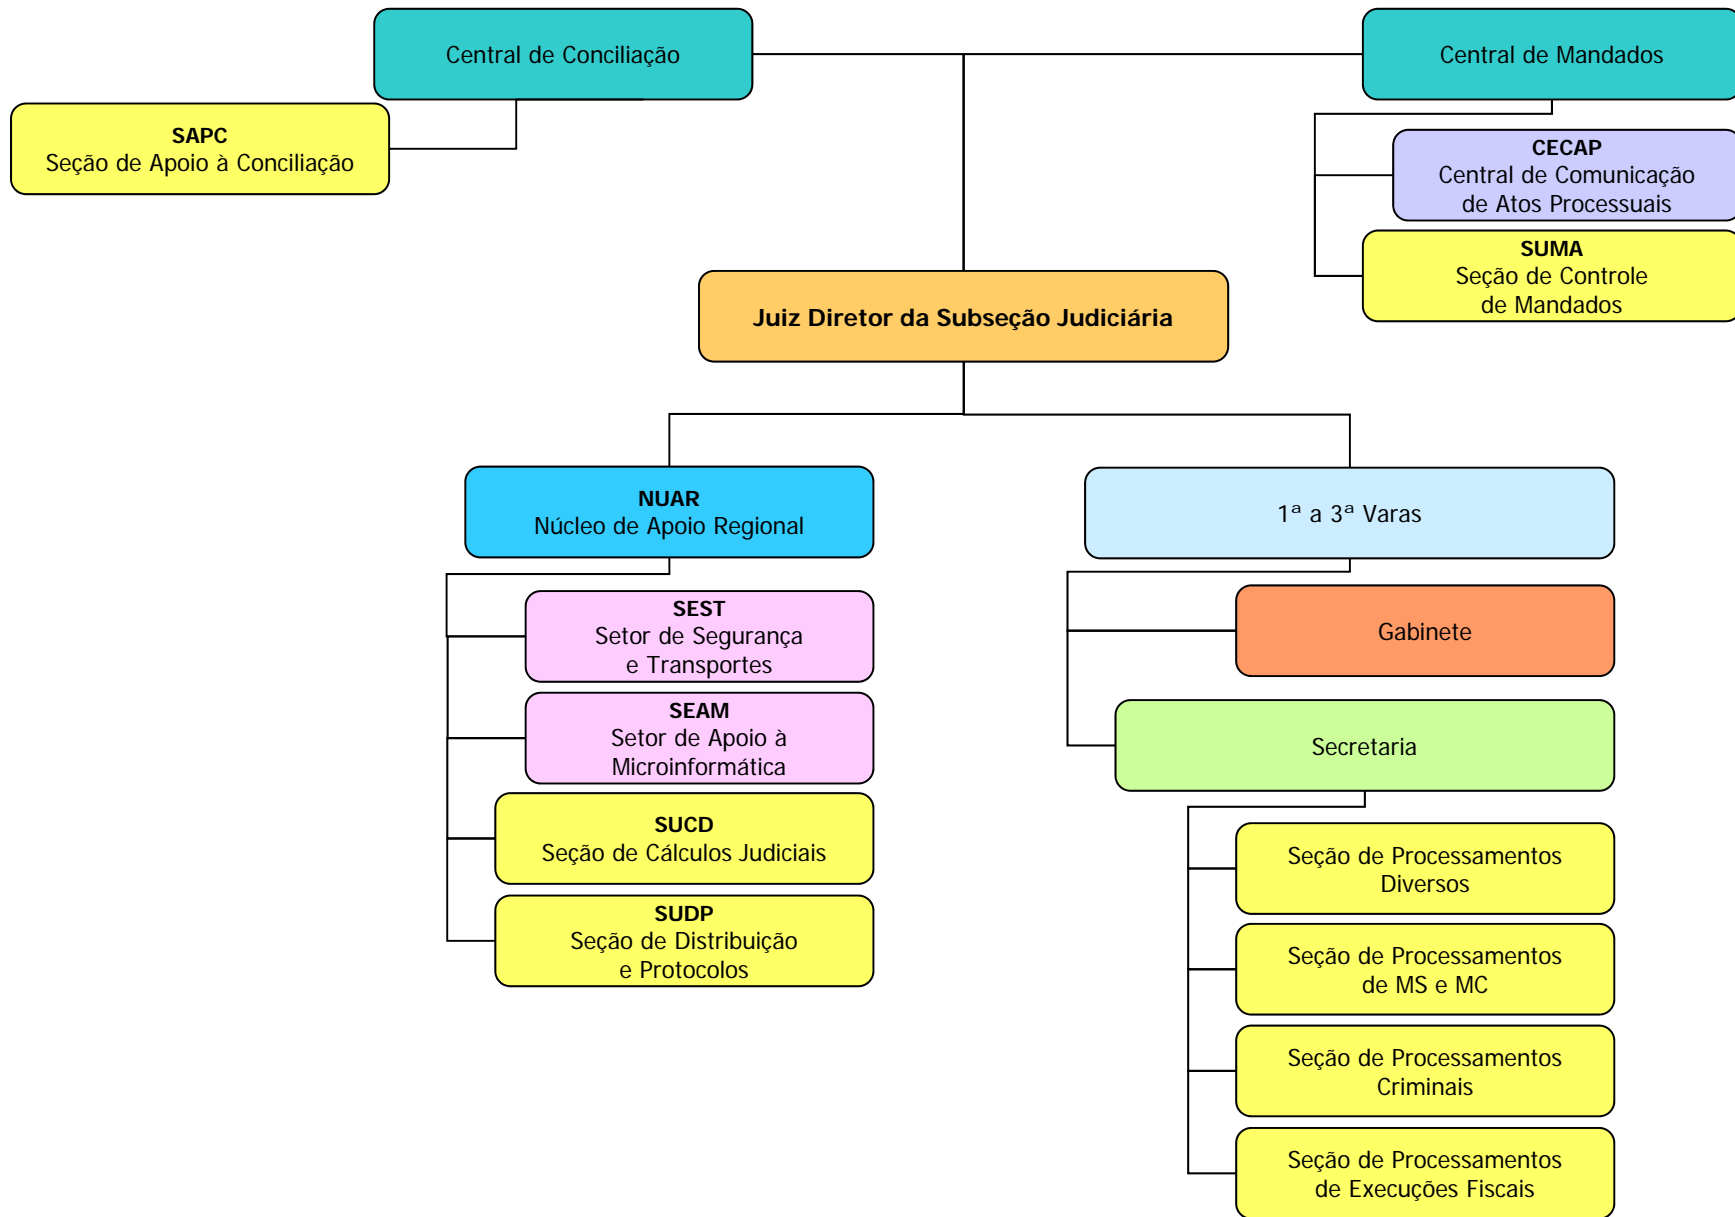 Central de Conciliação
Central de Mandados
SAPC
Seção de Apoio à Conciliação
CECAP
Central de Comunicação
de Atos Processuais
SUMA
Seção de Controle
de Mandados
Juiz Diretor da Subseção Judiciária
NUAR
Núcleo de Apoio Regional
SEST
Setor de Segurança
e Transportes
SEAM
Setor de Apoio à
Microinformática
SUCD
Seção de Cálculos Judiciais
SUDP
Seção de Distribuição
e Protocolos
1ª a 3ª Varas
Gabinete
Secretaria
Seção de Processamentos
Diversos
Seção de Processamentos
de MS e MC
Seção de Processamentos
Criminais
Seção de Processamentos
de Execuções Fiscais